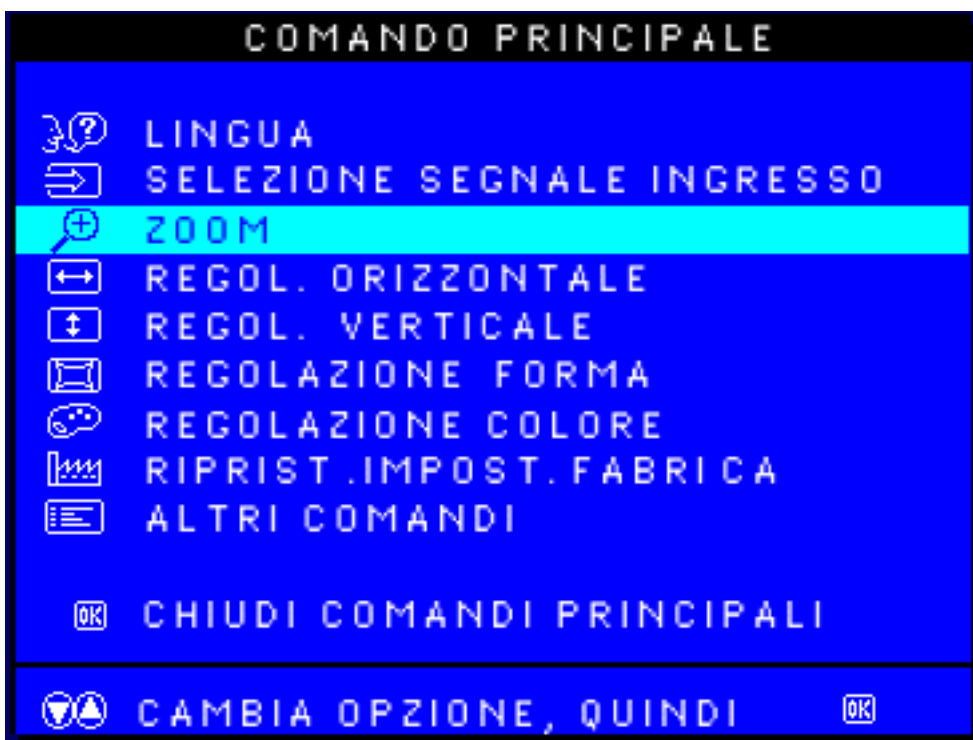 COMANDO PRINCIPALE
LINGUA
SELEZIONE SEGNALE INGRESSO
ZOOM
REGOL. ORIZZONTALE
REGOL. VERTICALE
REGOLAZIONE FORMA
REGOLAZIONE COLORE
RIPRIST.IMPOST.FABRICA
ALTRI COMANDI
OK CHIUDI COMANDI PRINCIPALI
CAMBIA OPZIONE, QUINDI OK